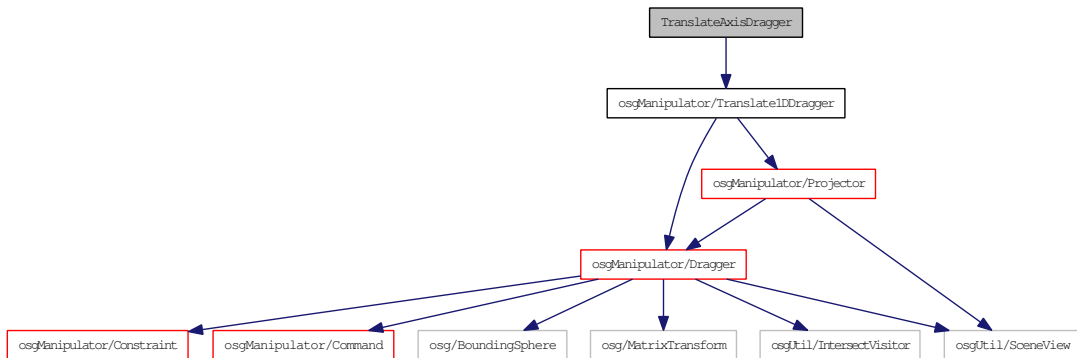 TranslateAxisDragger
osgManipulator/Translate1DDragger
osgManipulator/Projector
osgManipulator/Dragger
osgManipulator/Constraint
osgManipulator/Command
osg/BoundingSphere
osg/MatrixTransform
osgUtil/IntersectVisitor
osgUtil/SceneView